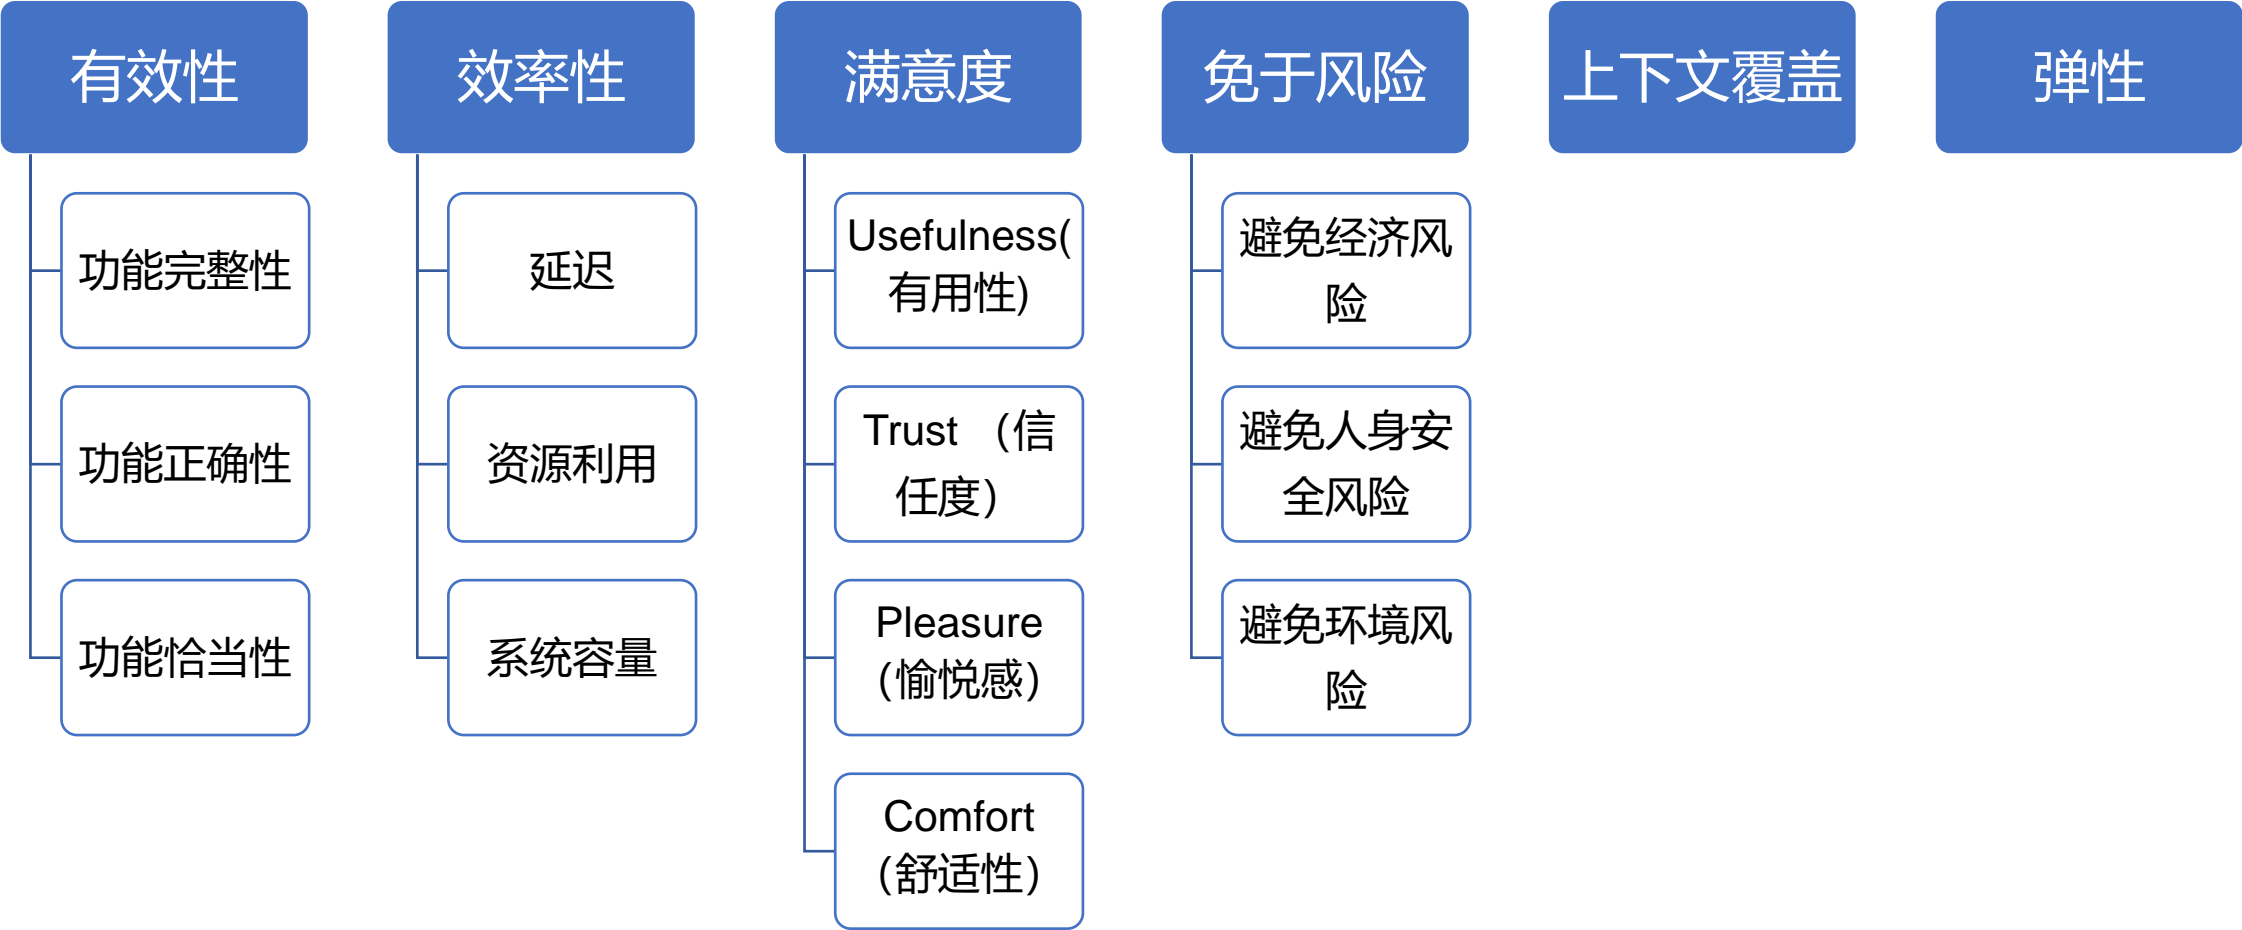 有效性
功能完整性
功能正确性
功能恰当性
效率性
延迟
资源利用
系统容量
满意度
Usefulness(
有用性)
Trust （信
任度）
Pleasure
（愉悦感）
Comfort
（舒适性）
免于风险
避免经济风
险
避免人身安
全风险
避免环境风
险
上下文覆盖
弹性